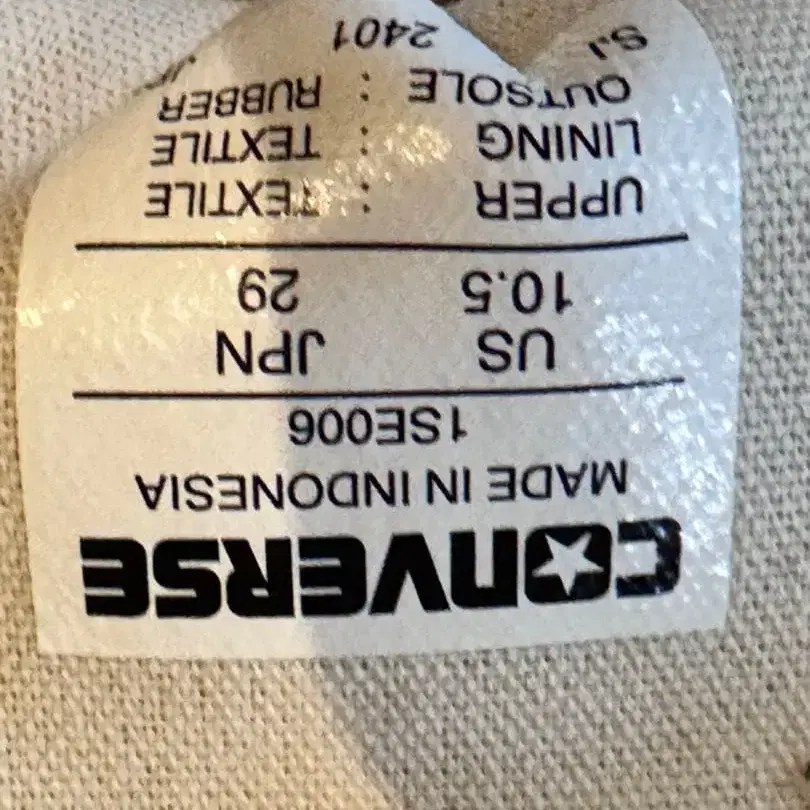 CONVERSE
MADE IN INDONESIA
1SE006
US JPN
10.5 29
UPPER : TEXTILE
LINING : TEXTILE
OUTSOLE : RUBBER
2401